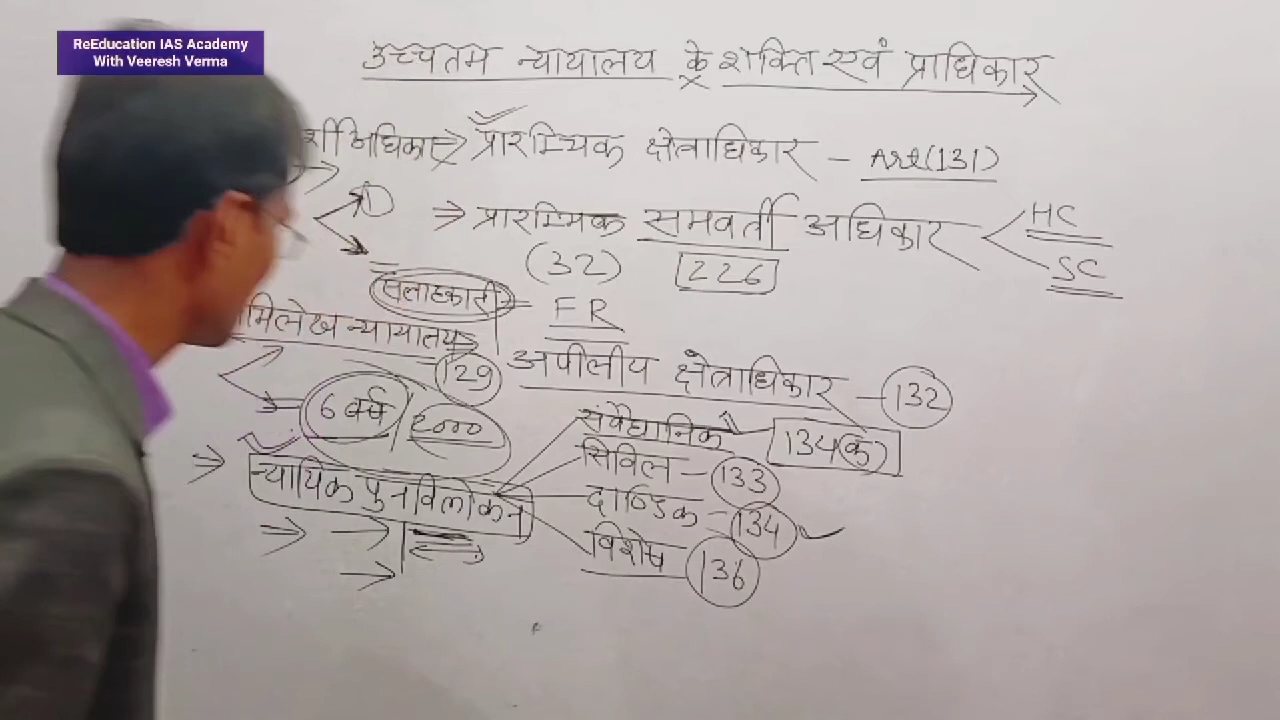 ReEducation IAS Academy
With Veeresh Verma
उच्चतम न्यायालय के शक्ति एवं प्राधिकार
अधिकार प्रारम्भिक क्षेत्राधिकार - Art(131)
⇒ प्रारम्भिक समवर्ती अधिकार HC
SC
(32) 226
सलाहकारी FR
भिलेख न्यायालय
129
अपीलीय क्षेत्राधिकार - 132
6 वर्ष / 2000
संवैधानिक 134(क)
सिविल - 133
दाण्डिक - 134
विशेष 136
⇒ न्यायिक पुनर्विलोकन